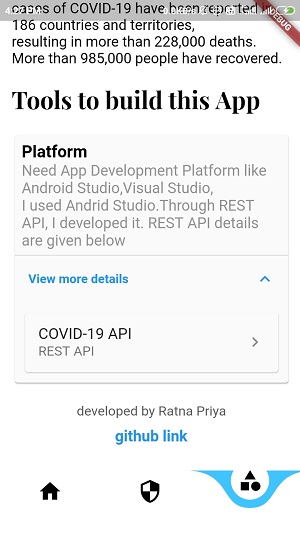 cases of COVID-19 have been reported in
186 countries and territories,
resulting in more than 228,000 deaths.
More than 985,000 people have recovered.
Tools to build this App
Platform
Need App Development Platform like
Android Studio,Visual Studio,
I used Andrid Studio.Through REST
API, I developed it. REST API details
are given below
View more details
COVID-19 API
REST API
developed by Ratna Priya
github link